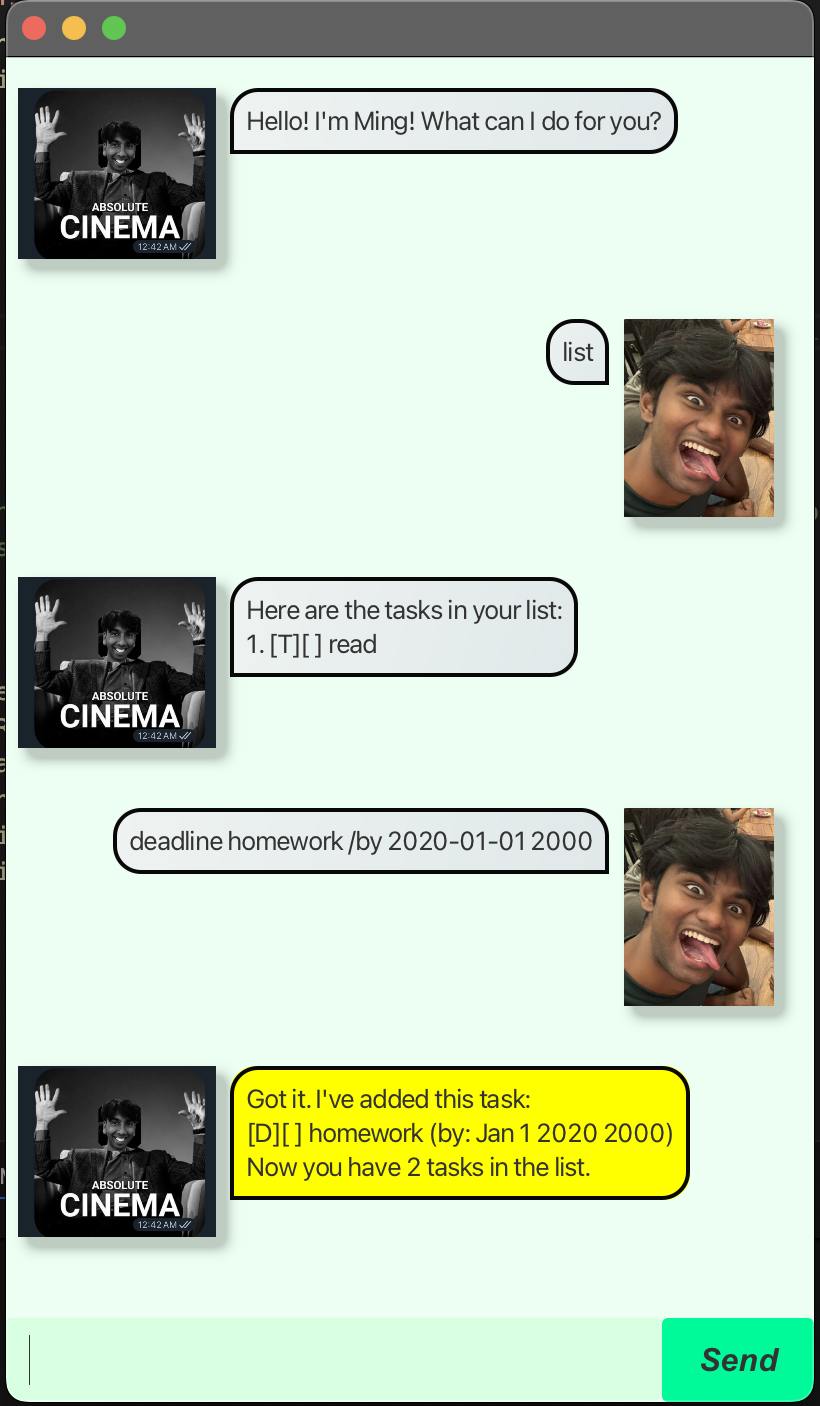 Hello! I'm Ming! What can I do for you?
ABSOLUTE
CINEMA
12:42 AM
list
Here are the tasks in your list:
1. [T][ ] read
ABSOLUTE
CINEMA
12:42 AM
deadline homework /by 2020-01-01 2000
Got it. I've added this task:
[D][ ] homework (by: Jan 1 2020 2000)
Now you have 2 tasks in the list.
ABSOLUTE
CINEMA
12:42 AM
Send